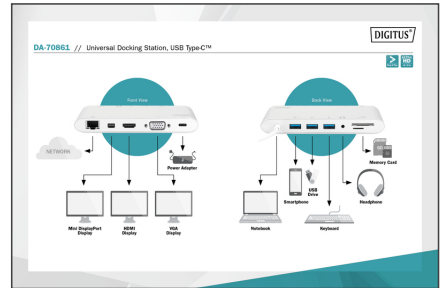 DIGITUS®
DA-70861 // Universal Docking Station, USB Type-C™
Front View
Back View
NETWORK
Power Adapter
Memory Card
USB
Drive
Smartphone
Headphone
Mini DisplayPort
Display
HDMI
Display
VGA
Display
Notebook
Keyboard